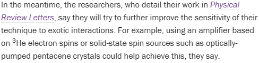 In the meantime, the researchers, who detail their work in Physical
Review Letters, say they will try to further improve the sensitivity of their
technique to exotic interactions. For example, using an amplifier based
on ³He electron spins or solid-state spin sources such as optically-
pumped pentacene crystals could help achieve this, they say.